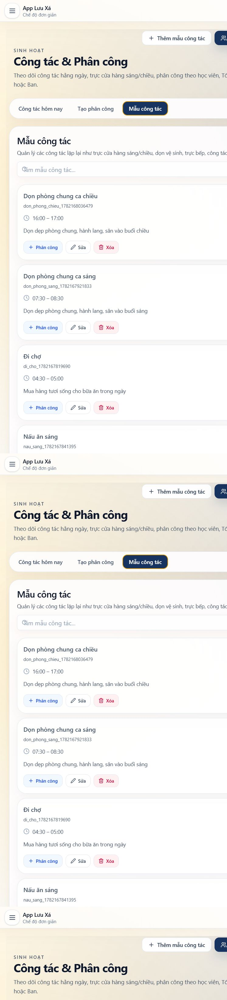 App Lưu Xá
Chế độ đơn giản
Thêm mẫu công tác
SINH HOẠT
Công tác & Phân công
Theo dõi công tác hằng ngày, trực cửa hàng sáng/chiều, phân công theo học viên, Tổ
hoặc Ban.
Công tác hôm nay
Tạo phân công
Mẫu công tác
Mẫu công tác
Quản lý các công tác lặp lại như trực cửa hàng sáng/chiều, dọn vệ sinh, trực bếp, công tác
Tìm mẫu công tác...
Dọn phòng chung ca chiều
don_phong_chieu_1782168036479
16:00 – 17:00
Dọn dẹp phòng chung, hành lang, sân vào buổi chiều
Phân công
Sửa
Xóa
Dọn phòng chung ca sáng
don_phong_sang_1782167921833
07:30 – 08:30
Dọn dẹp phòng chung, hành lang, sân vào buổi sáng
Phân công
Sửa
Xóa
Đi chợ
di_cho_1782167819690
04:30 – 05:00
Mua hàng tươi sống cho bữa ăn trong ngày
Phân công
Sửa
Xóa
Nấu ăn sáng
nau_sang_1782167841395
App Lưu Xá
Chế độ đơn giản
Thêm mẫu công tác
SINH HOẠT
Công tác & Phân công
Theo dõi công tác hằng ngày, trực cửa hàng sáng/chiều, phân công theo học viên, Tổ
hoặc Ban.
Công tác hôm nay
Tạo phân công
Mẫu công tác
Mẫu công tác
Quản lý các công tác lặp lại như trực cửa hàng sáng/chiều, dọn vệ sinh, trực bếp, công tác
Tìm mẫu công tác...
Dọn phòng chung ca chiều
don_phong_chieu_1782168036479
16:00 – 17:00
Dọn dẹp phòng chung, hành lang, sân vào buổi chiều
Phân công
Sửa
Xóa
Dọn phòng chung ca sáng
don_phong_sang_1782167921833
07:30 – 08:30
Dọn dẹp phòng chung, hành lang, sân vào buổi sáng
Phân công
Sửa
Xóa
Đi chợ
di_cho_1782167819690
04:30 – 05:00
Mua hàng tươi sống cho bữa ăn trong ngày
Phân công
Sửa
Xóa
Nấu ăn sáng
nau_sang_1782167841395
App Lưu Xá
Chế độ đơn giản
Thêm mẫu công tác
SINH HOẠT
Công tác & Phân công
Theo dõi công tác hằng ngày, trực cửa hàng sáng/chiều, phân công theo học viên, Tổ
hoặc Ban.